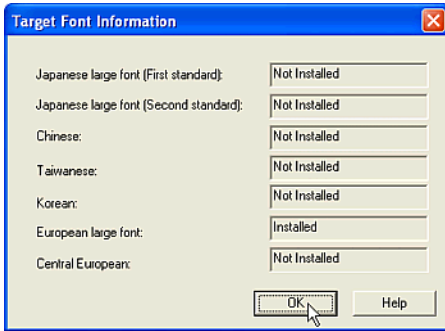 Target Font Information
Japanese large font (First standard): Not Installed
Japanese large font (Second standard): Not Installed
Chinese: Not Installed
Taiwanese: Not Installed
Korean: Not Installed
European large font: Installed
Central European: Not Installed
OK Help